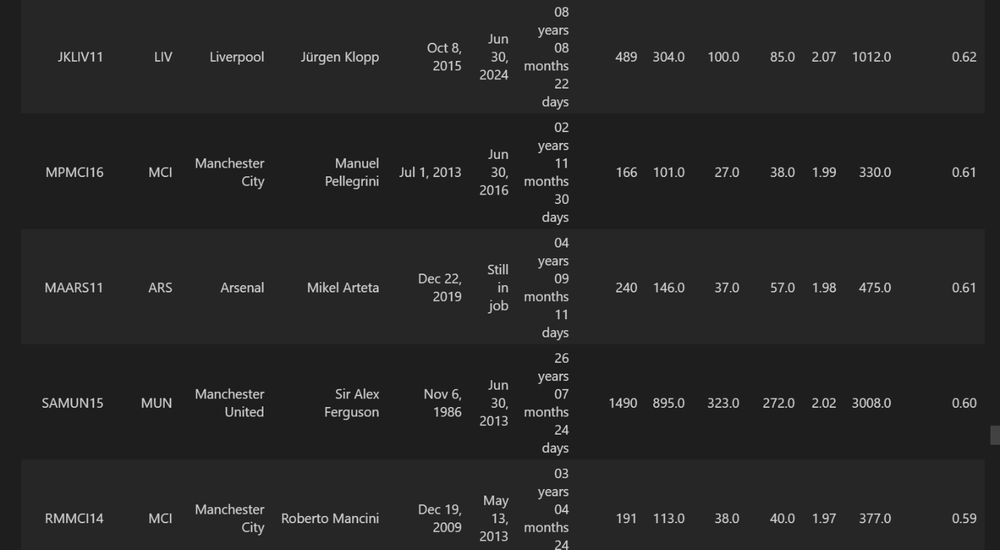 JKLIV11 LIV Liverpool Jürgen Klopp Oct 8, 2015 Jun 30, 2024 08 years 08 months 22 days 489 304.0 100.0 85.0 2.07 1012.0 0.62
MPMCI16 MCI Manchester City Manuel Pellegrini Jul 1, 2013 Jun 30, 2016 02 years 11 months 30 days 166 101.0 27.0 38.0 1.99 330.0 0.61
MAARS11 ARS Arsenal Mikel Arteta Dec 22, 2019 Still in job 04 years 09 months 11 days 240 146.0 37.0 57.0 1.98 475.0 0.61
SAMUN15 MUN Manchester United Sir Alex Ferguson Nov 6, 1986 Jun 30, 2013 26 years 07 months 24 days 1490 895.0 323.0 272.0 2.02 3008.0 0.60
RMMCI14 MCI Manchester City Roberto Mancini Dec 19, 2009 May 13, 2013 03 years 04 months 24 191 113.0 38.0 40.0 1.97 377.0 0.59